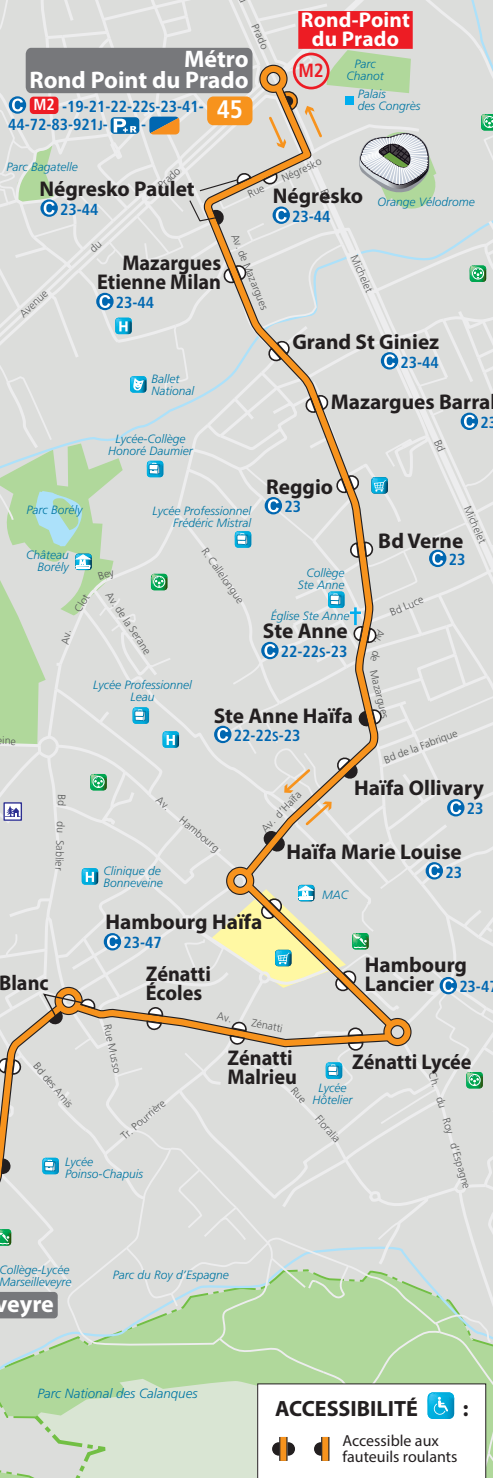 Prado
Rond-Point
du Prado
Métro
Rond Point du Prado
M2
C M2 -19-21-22-22S-23-41-
44-72-83-921J- P+R -
45
Parc
Chanot
Palais
des Congrès
Parc Bagatelle
Prado
Négresko Paulet
C 23-44
Rue Négresko
Négresko
C 23-44
Orange Vélodrome
Avenue du
Av. de Mazargues
Michelet
Mazargues
Etienne Milan
C 23-44
H
Grand St Giniez
C 23-44
Ballet
National
Mazargues Barral
C 23
Lycée-Collège
Honoré Daumier
Bd
Michelet
Reggio
C 23
Parc Borély
Lycée Professionnel
Frédéric Mistral
Bd Verne
C 23
Château
Borély
R. Callelongue
Av. Clot Bey
Av. de la Serane
Collège
Ste Anne
Église Ste Anne
Bd Luce
Ste Anne
C 22-22S-23
Av. de Mazargues
Lycée Professionnel
Leau
Ste Anne Haïfa
C 22-22S-23
H
Bd de la Fabrique
Haïfa Ollivary
C 23
Av. d'Haïfa
Av. Hambourg
Bd du Sablier
Haïfa Marie Louise
C 23
H
Clinique de
Bonneveine
MAC
Hambourg Haïfa
C 23-47
Hambourg
Lancier C 23-47
Blanc
Zénatti
Écoles
Av. Zénatti
Zénatti
Malrieu
Zénatti Lycée
Rue Musso
Bd des Amis
Lycée
Hôtelier
Tr. Pourrière
Rue Floralia
Ch. du Roy d'Espagne
Lycée
Poinso-Chapuis
Collège-Lycée
Marseilleveyre
Parc du Roy d'Espagne
veyre
Parc National des Calanques
ACCESSIBILITÉ :
Accessible aux
fauteuils roulants